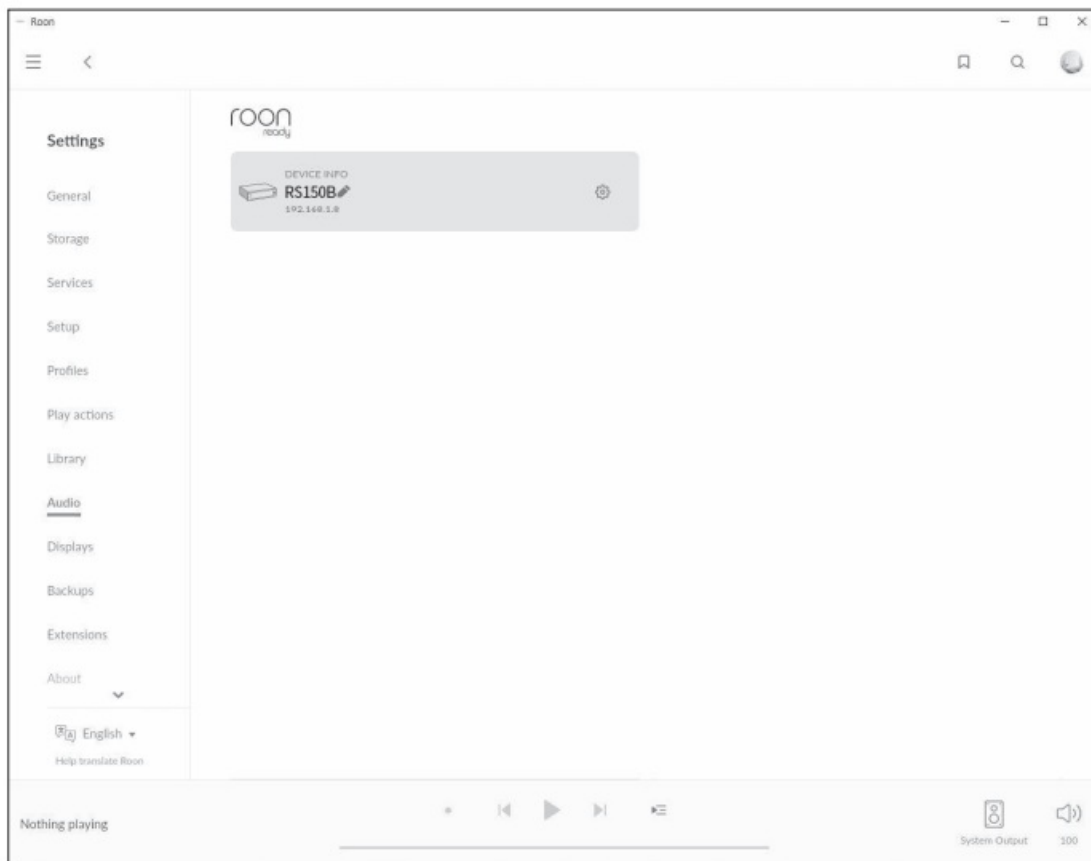 Roon
Settings
General
Storage
Services
Setup
Profiles
Play actions
Library
Audio
Displays
Backups
Extensions
About
English
Help translate Roon
roon
ready
DEVICE INFO
RS150B
192.168.1.8
Nothing playing
System Output
100